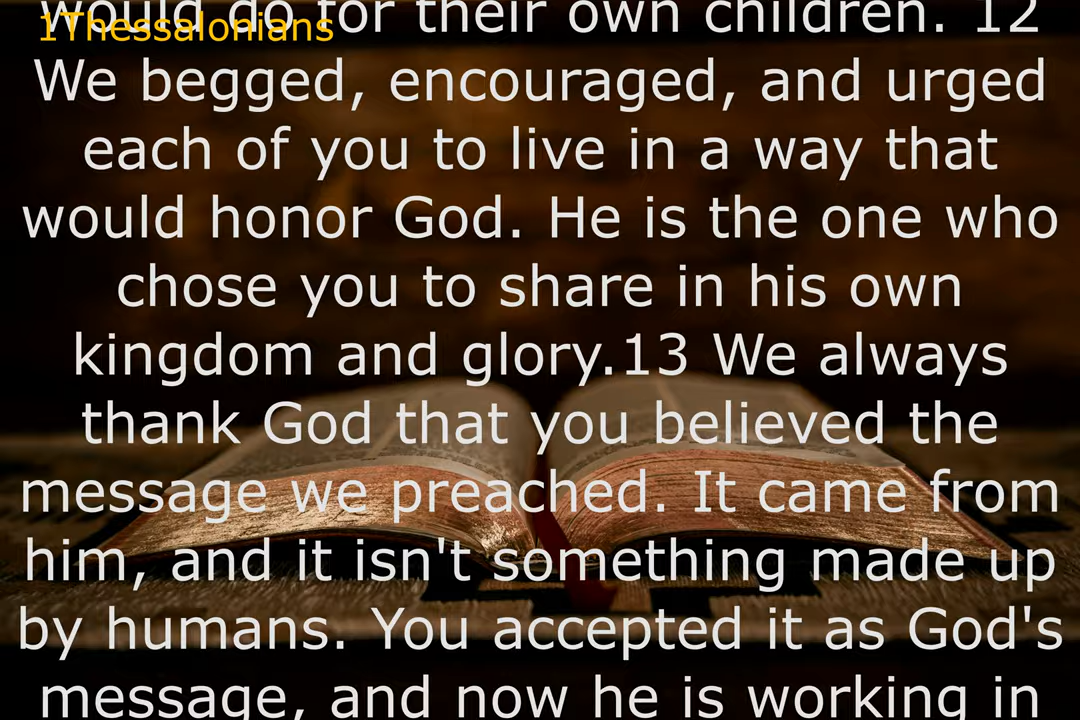 would do for their own children. 12
1Thessalonians
We begged, encouraged, and urged
each of you to live in a way that
would honor God. He is the one who
chose you to share in his own
kingdom and glory.13 We always
thank God that you believed the
message we preached. It came from
him, and it isn't something made up
by humans. You accepted it as God's
message, and now he is working in